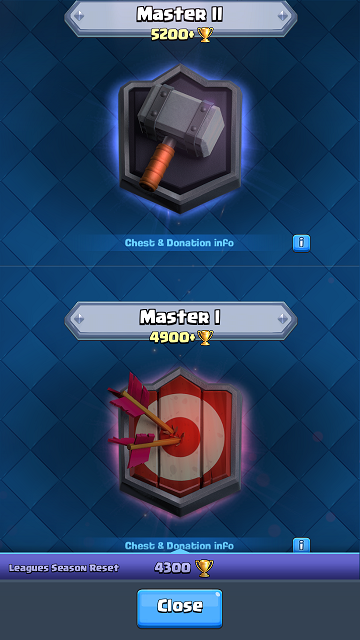 Master II
5200+
Chest & Donation info
i
Master I
4900+
Chest & Donation info
i
Leagues Season Reset 4300
Close